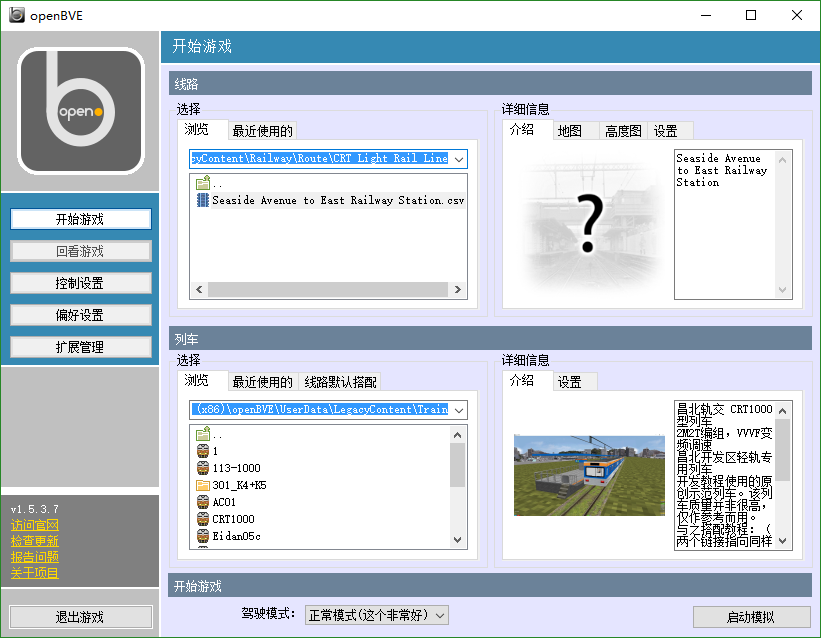 openBVE
open
开始游戏
回看游戏
控制设置
偏好设置
扩展管理
v1.5.3.7
访问官网
检查更新
报告问题
关于项目
退出游戏
开始游戏
线路
选择
浏览 最近使用的
cyContent\Railway\Route\CRT Light Rail Line
..
Seaside Avenue to East Railway Station.csv
详细信息
介绍 地图 高度图 设置
?
Seaside Avenue
to East Railway
Station
列车
选择
浏览 最近使用的 线路默认搭配
(x86)\openBVE\UserData\LegacyContent\Train
..
1
113-1000
301_K4+K5
AC01
CRT1000
Eidan05c
详细信息
介绍 设置
昌北轨交 CRT1000
型列车
2M2T编组，VVVF变
频调速
昌北开发区轻轨专
用列车
开发教程使用的原
创示范列车。该列
车质量并非很高，
仅作参考而用。
与之搭配教程：（
两个链接指向同样
开始游戏
驾驶模式： 正常模式(这个非常好)
启动模拟